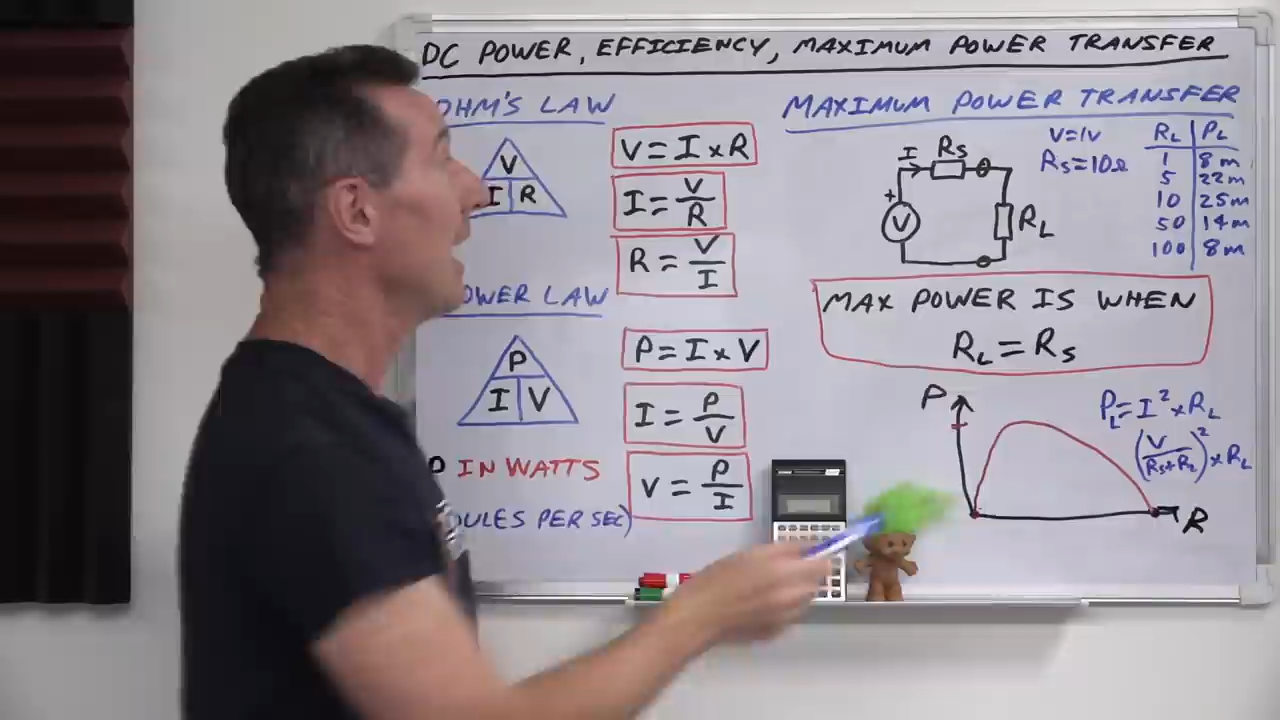 DC POWER, EFFICIENCY, MAXIMUM POWER TRANSFER
OHM'S LAW
V
I R
V = I x R
I = V/R
R = V/I
OWER LAW
P
I V
P = I x V
I = P/V
V = P/I
IN WATTS
OULES PER SEC)
MAXIMUM POWER TRANSFER
I RS
+
V
RL
V=1V
RS=10Ω
RL PL
1 8m
5 22m
10 25m
50 14m
100 8m
MAX POWER IS WHEN
RL = RS
P
R
PL = I² x RL
(V/RS+RL)² x RL